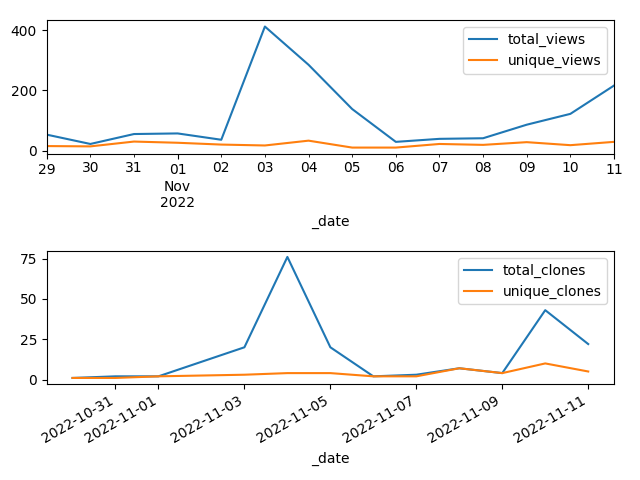 400
200
0
total_views
unique_views
29 30 31 01 02 03 04 05 06 07 08 09 10 11
Nov
2022
_date
75
50
25
0
total_clones
unique_clones
2022-10-31 2022-11-01 2022-11-03 2022-11-05 2022-11-07 2022-11-09 2022-11-11
_date